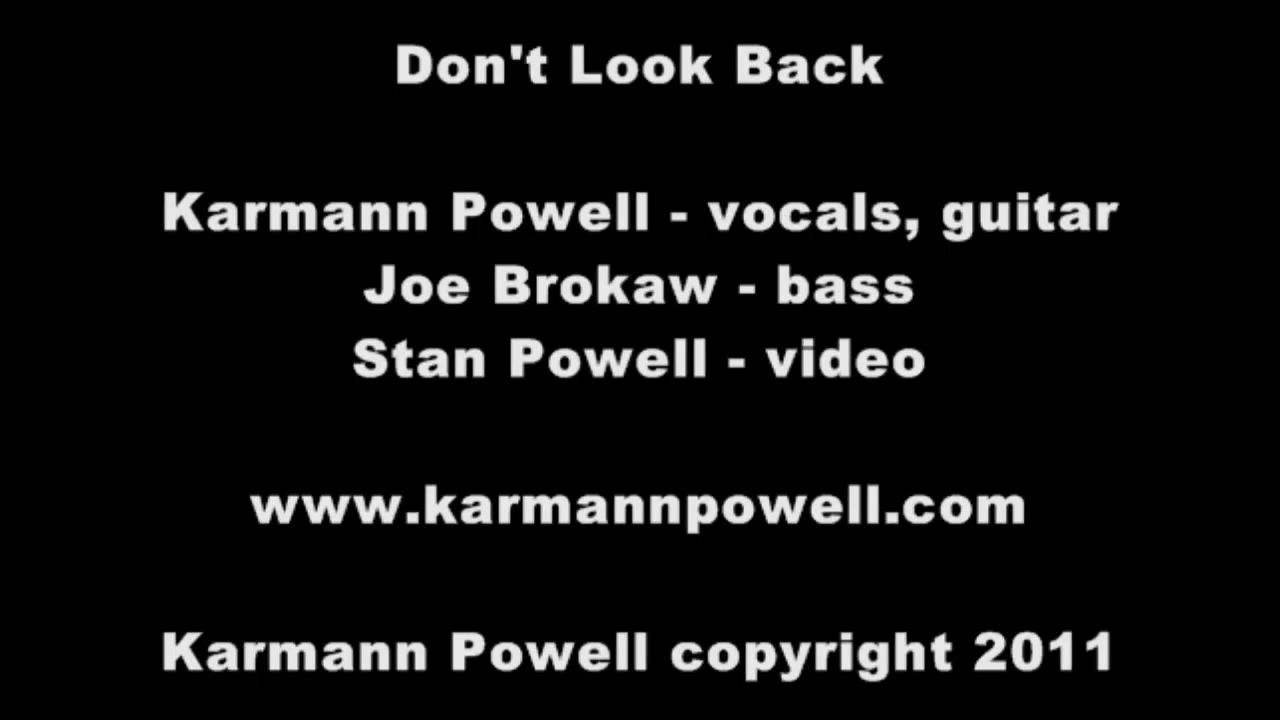 Don't Look Back
Karmann Powell - vocals, guitar
Joe Brokaw - bass
Stan Powell - video
www.karmannpowell.com
Karmann Powell copyright 2011